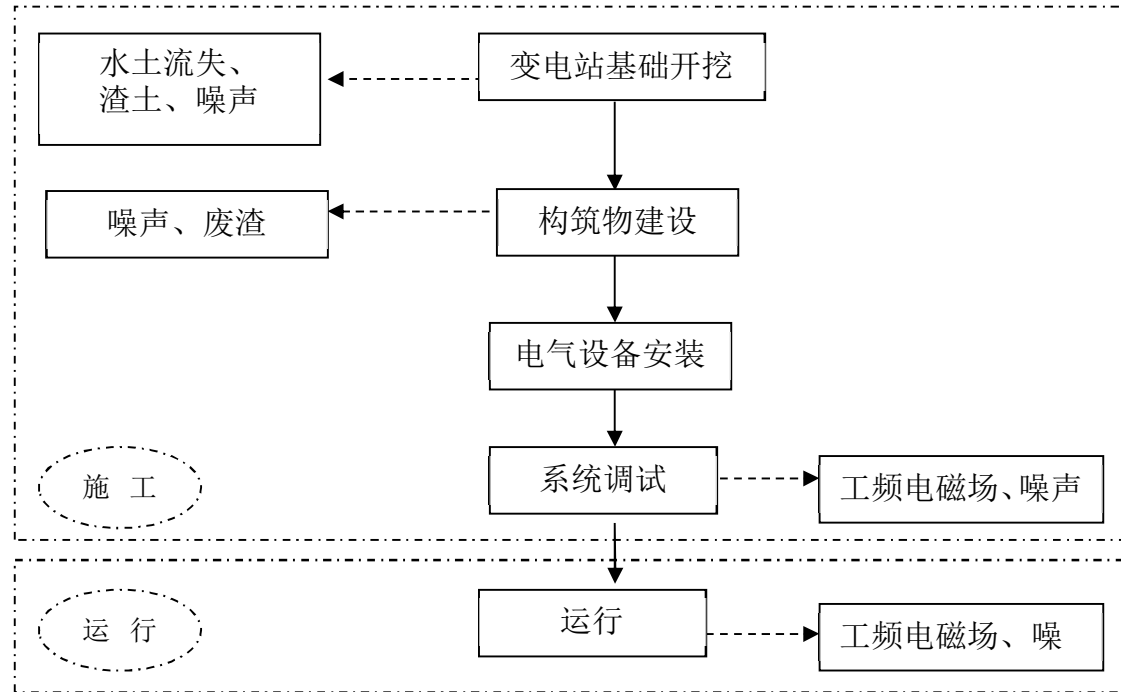 水土流失、
渣土、噪声
变电站基础开挖
噪声、废渣
构筑物建设
电气设备安装
施 工
系统调试
工频电磁场、噪声
运 行
运行
工频电磁场、噪